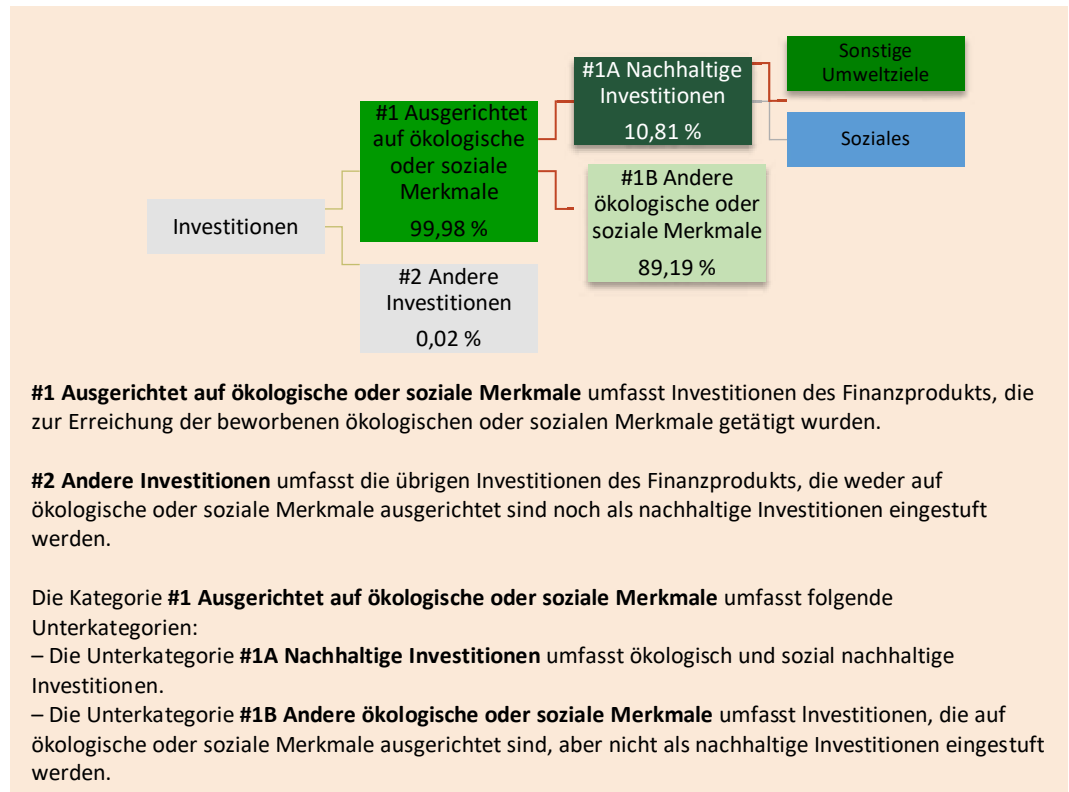 Sonstige
Umweltziele
#1A Nachhaltige
Investitionen
10,81 %
#1 Ausgerichtet
auf ökologische
oder soziale
Merkmale
99,98 %
Soziales
#1B Andere
ökologische oder
soziale Merkmale
89,19 %
Investitionen
#2 Andere
Investitionen
0,02 %
#1 Ausgerichtet auf ökologische oder soziale Merkmale umfasst Investitionen des Finanzprodukts, die
zur Erreichung der beworbenen ökologischen oder sozialen Merkmale getätigt wurden.
#2 Andere Investitionen umfasst die übrigen Investitionen des Finanzprodukts, die weder auf
ökologische oder soziale Merkmale ausgerichtet sind noch als nachhaltige Investitionen eingestuft
werden.
Die Kategorie #1 Ausgerichtet auf ökologische oder soziale Merkmale umfasst folgende
Unterkategorien:
– Die Unterkategorie #1A Nachhaltige Investitionen umfasst ökologisch und sozial nachhaltige
Investitionen.
– Die Unterkategorie #1B Andere ökologische oder soziale Merkmale umfasst Investitionen, die auf
ökologische oder soziale Merkmale ausgerichtet sind, aber nicht als nachhaltige Investitionen eingestuft
werden.